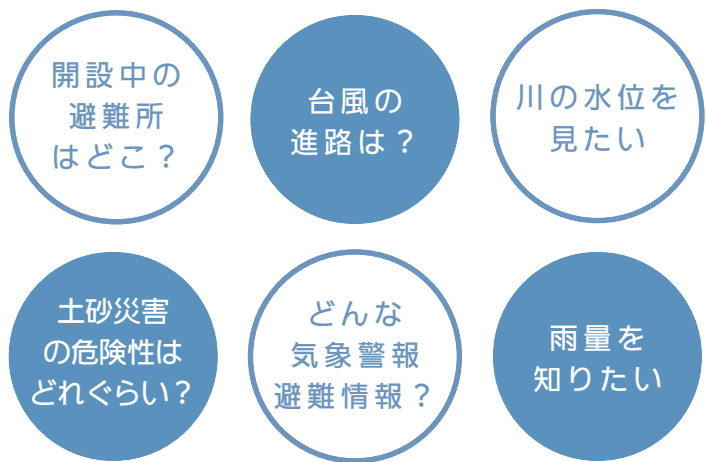 開設中の
避難所
はどこ？
台風の
進路は？
川の水位を
見たい
土砂災害
の危険性は
どれぐらい？
どんな
気象警報
避難情報？
雨量を
知りたい